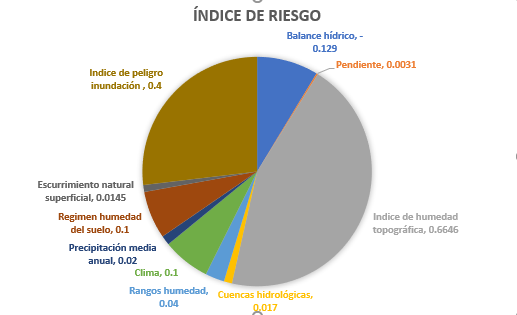 ÍNDICE DE RIESGO
Balance hídrico, -
0.129
Pendiente, 0.0031
Indice de peligro
inundación , 0.4
Escurrimiento natural
superficial, 0.0145
Indice de humedad
topográfica, 0.6646
Regimen humedad
del suelo, 0.1
Precipitación media
anual, 0.02
Clima, 0.1
Rangos humedad,
0.04
Cuencas hidrológicas,
0.017